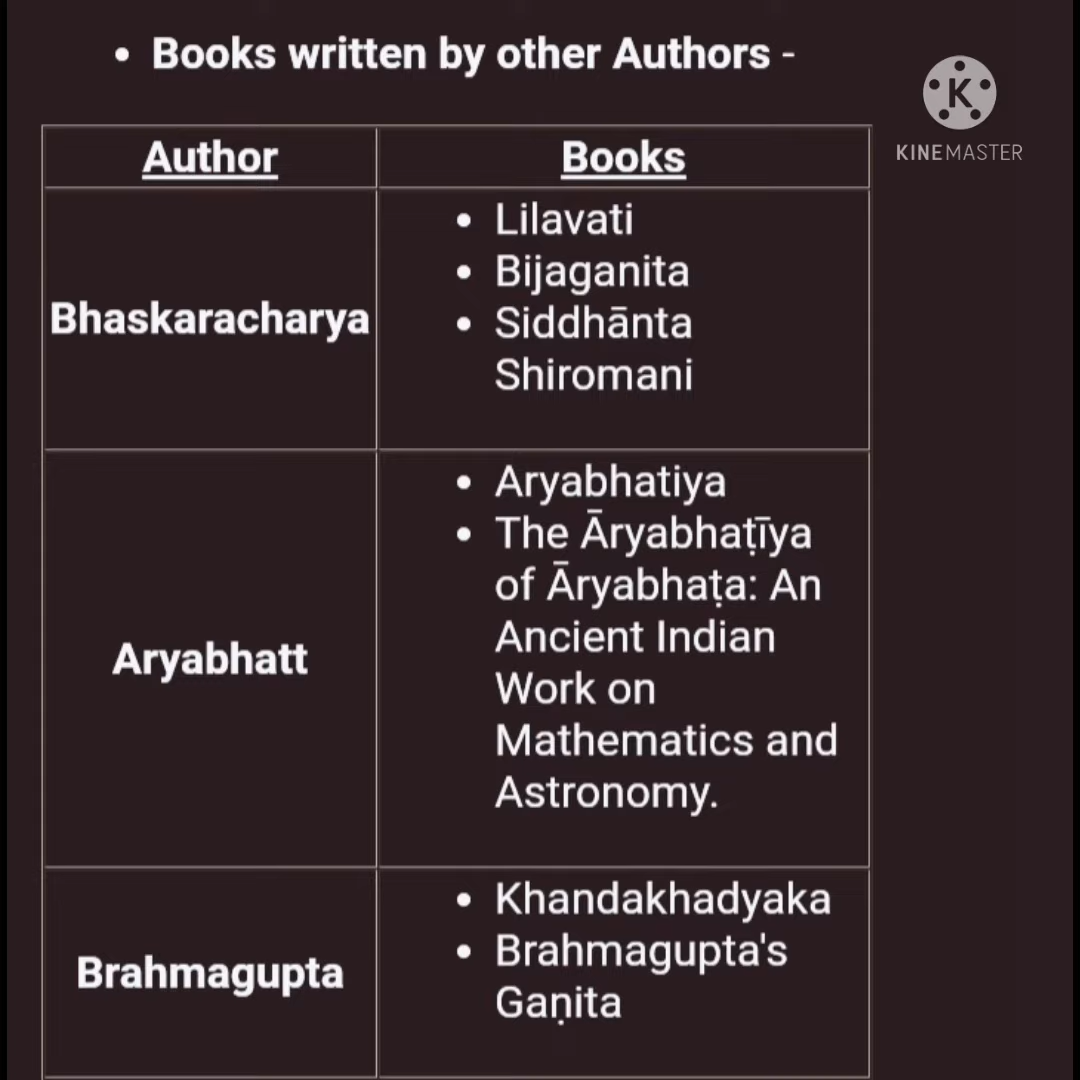 • Books written by other Authors -
K
KINEMASTER
Author
Books
Bhaskaracharya
• Lilavati
• Bijaganita
• Siddhānta
Shiromani
Aryabhatt
• Aryabhatiya
• The Āryabhaṭīya
of Āryabhaṭa: An
Ancient Indian
Work on
Mathematics and
Astronomy.
Brahmagupta
• Khandakhadyaka
• Brahmagupta's
Gaṇita